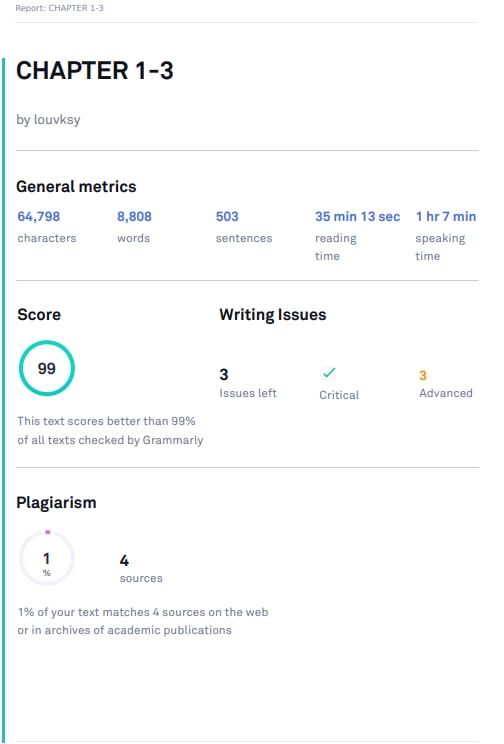 Report: CHAPTER 1-3
CHAPTER 1-3
by louvksy
General metrics
64,798 8,808 503 35 min 13 sec 1 hr 7 min
characters words sentences reading speaking
time time
Score Writing Issues
99
3 3
Issues left Critical Advanced
This text scores better than 99%
of all texts checked by Grammarly
Plagiarism
1
%
4
sources
1% of your text matches 4 sources on the web
or in archives of academic publications